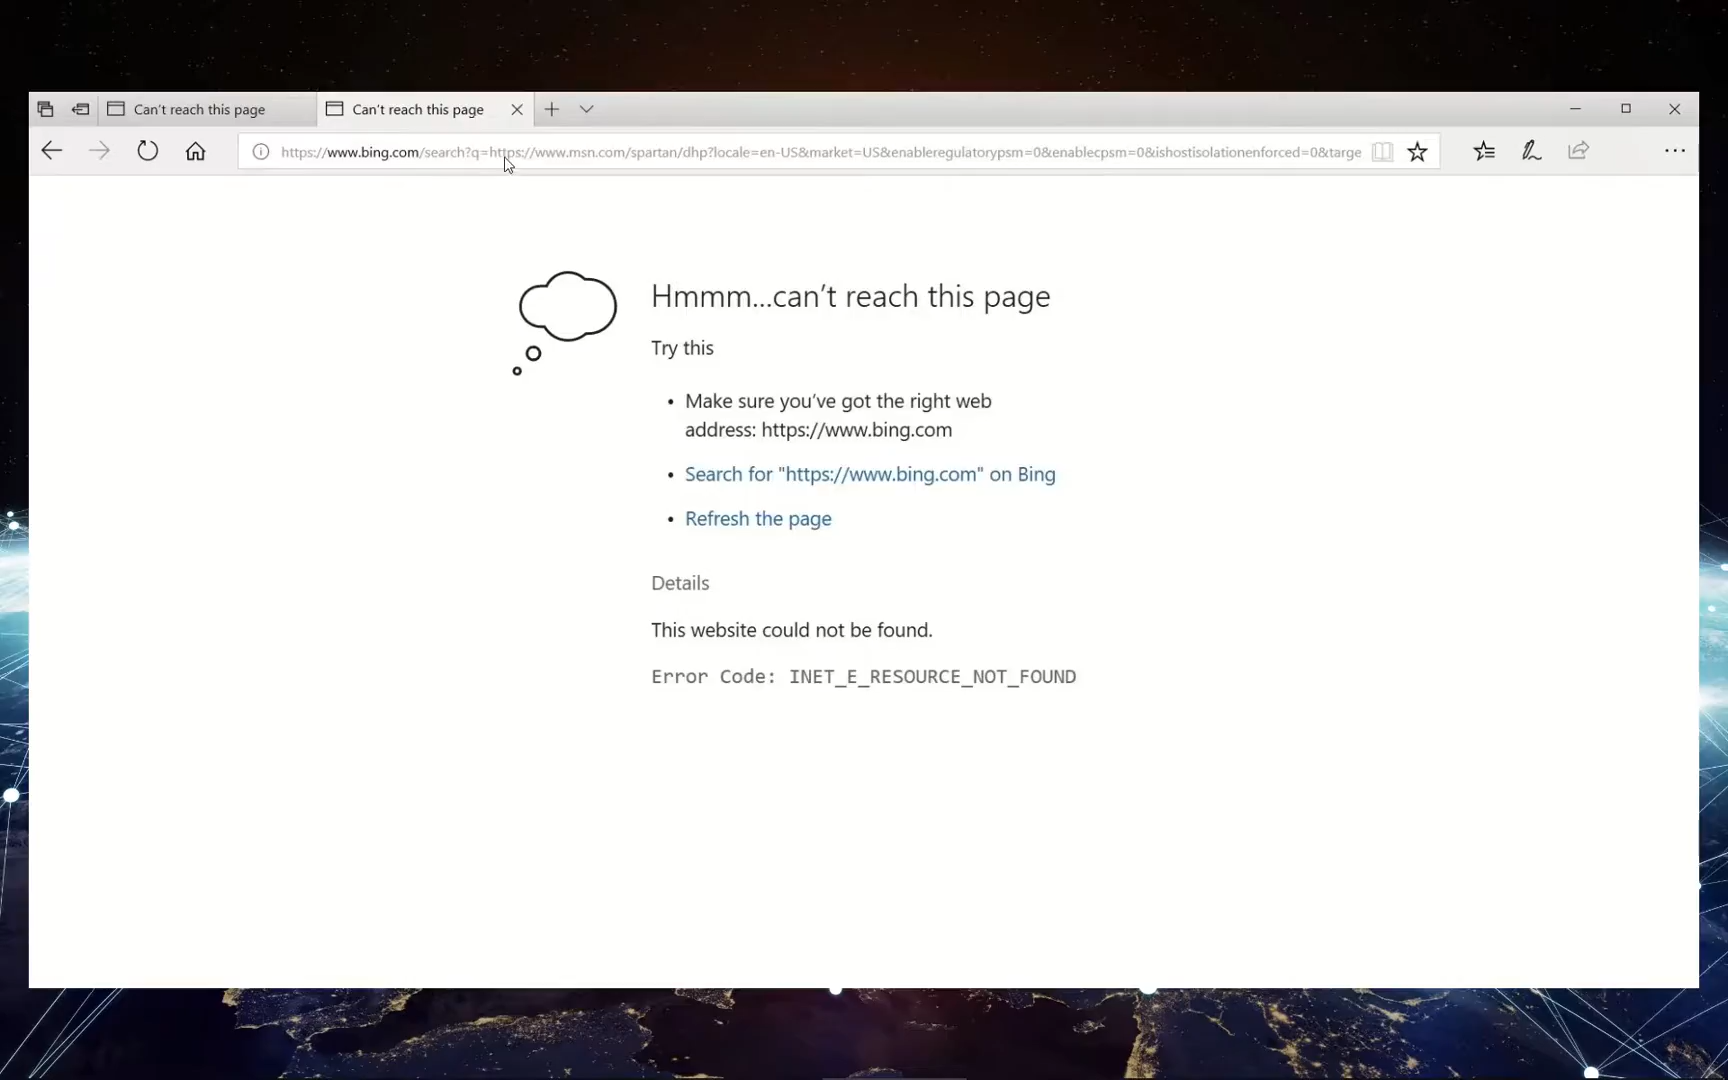 Can't reach this page
Can't reach this page
https://www.bing.com/search?q=https://www.msn.com/spartan/dhp?locale=en-US&market=US&enableregulatorypsm=0&enablecpsm=0&ishostisolationenforced=0&targe
Hmmm...can't reach this page
Try this
• Make sure you've got the right web
address: https://www.bing.com
• Search for "https://www.bing.com" on Bing
• Refresh the page
Details
This website could not be found.
Error Code: INET_E_RESOURCE_NOT_FOUND